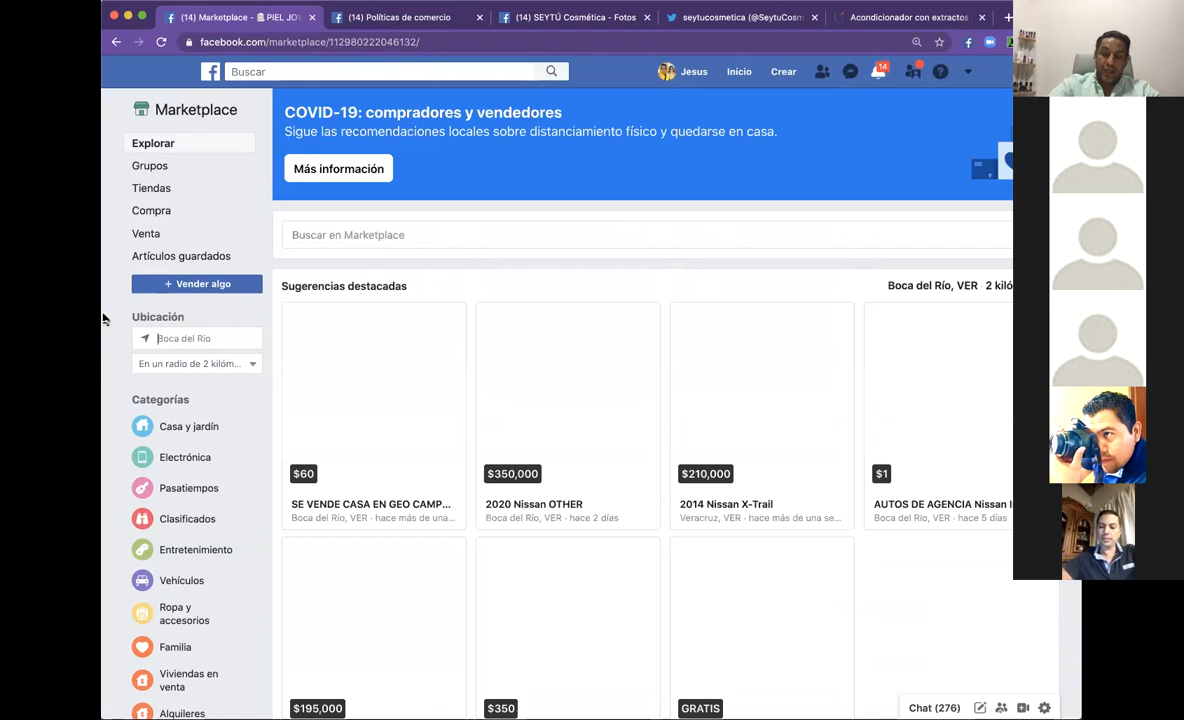 (14) Marketplace - PIEL JOV
(14) Políticas de comercio
(14) SEYTÚ Cosmética - Fotos
seytucosmetica (@SeytuCosm
Acondicionador con extractos
facebook.com/marketplace/112980222046132/
Buscar
Jesus
Inicio
Crear
14
Marketplace
Explorar
Grupos
Tiendas
Compra
Venta
Artículos guardados
+ Vender algo
Ubicación
Boca del Río
En un radio de 2 kilóm...
Categorías
Casa y jardín
Electrónica
Pasatiempos
Clasificados
Entretenimiento
Vehículos
Ropa y
accesorios
Familia
Viviendas en
venta
Alquileres
COVID-19: compradores y vendedores
Sigue las recomendaciones locales sobre distanciamiento físico y quedarse en casa.
Más información
Buscar en Marketplace
Sugerencias destacadas
Boca del Río, VER · 2 kiló
$60
SE VENDE CASA EN GEO CAMP...
Boca del Río, VER · hace más de una...
$350,000
2020 Nissan OTHER
Boca del Río, VER · hace 2 días
$210,000
2014 Nissan X-Trail
Veracruz, VER · hace más de una se...
$1
AUTOS DE AGENCIA Nissan
Boca del Río, VER · hace 5 días
$195,000
$350
GRATIS
Chat (276)